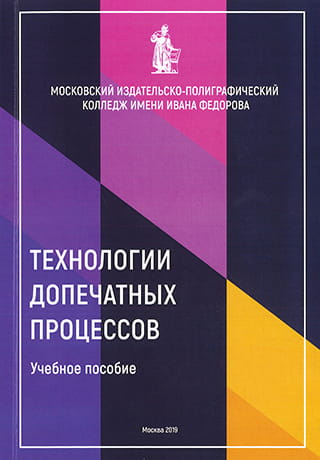 МОСКОВСКИЙ ИЗДАТЕЛЬСКО-ПОЛИГРАФИЧЕСКИЙ
КОЛЛЕДЖ ИМЕНИ ИВАНА ФЕДОРОВА
ТЕХНОЛОГИИ
ДОПЕЧАТНЫХ
ПРОЦЕССОВ
Учебное пособие
Москва 2019